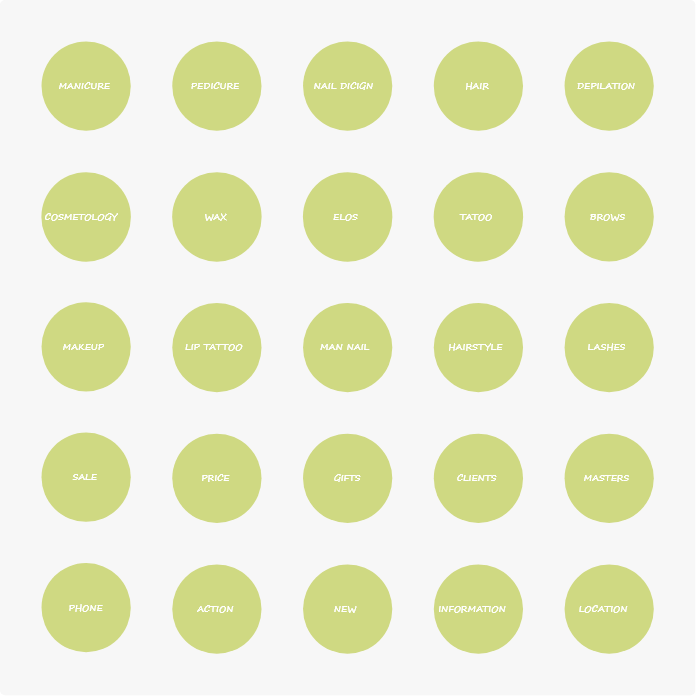 MANICURE
PEDICURE
NAIL DICIGN
HAIR
DEPILATION
COSMETOLOGY
WAX
ELOS
TATOO
BROWS
MAKEUP
LIP TATTOO
MAN NAIL
HAIRSTYLE
LASHES
SALE
PRICE
GIFTS
CLIENTS
MASTERS
PHONE
ACTION
NEW
INFORMATION
LOCATION